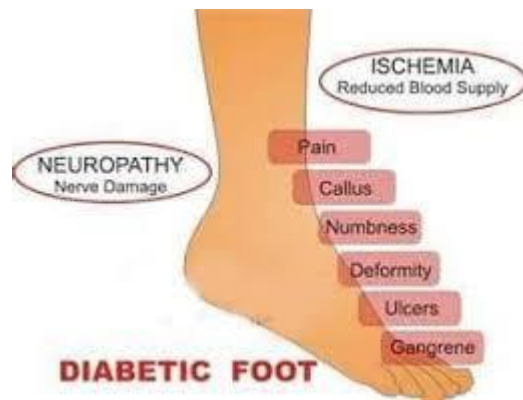 ISCHEMIA
Reduced Blood Supply
NEUROPATHY
Nerve Damage
Pain
Callus
Numbness
Deformity
Ulcers
Gangrene
DIABETIC FOOT